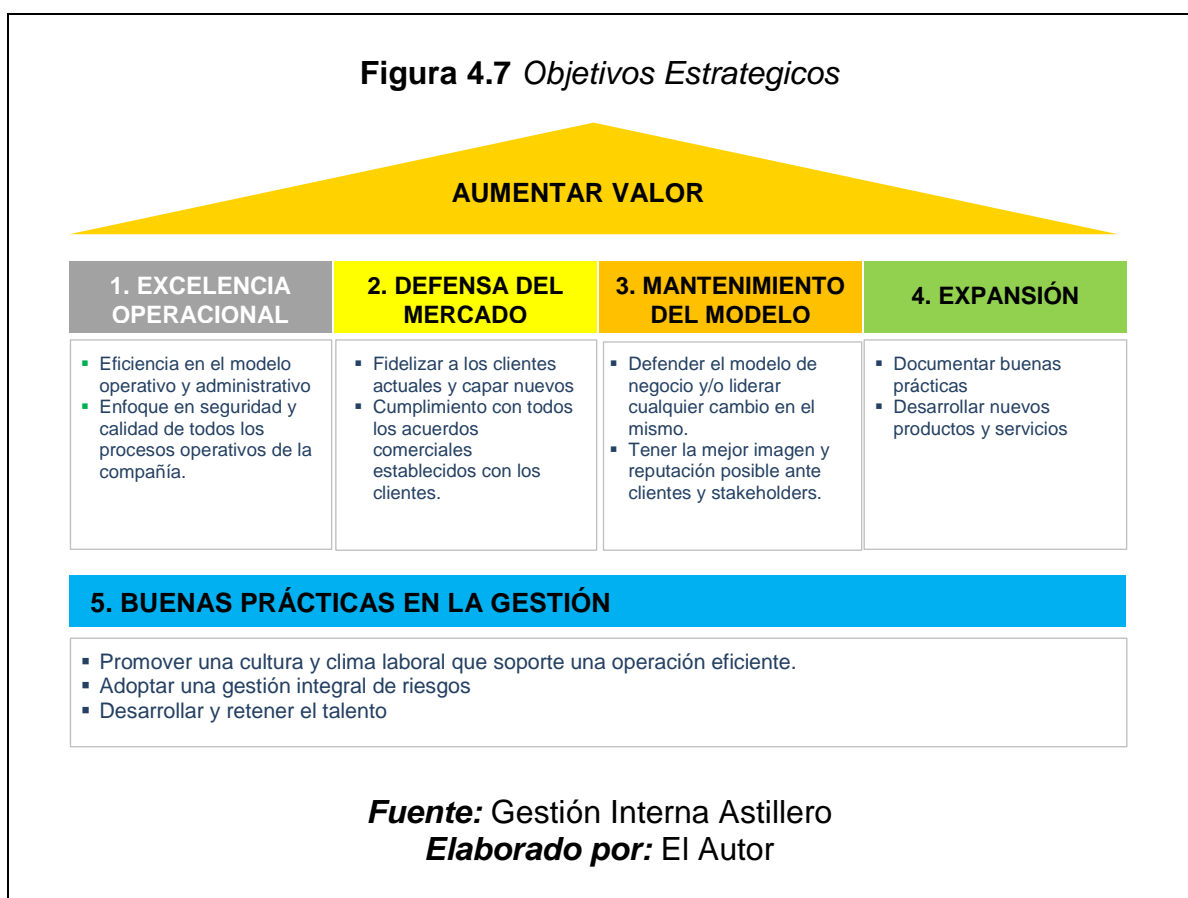 Figura 4.7 Objetivos Estrategicos
AUMENTAR VALOR
1. EXCELENCIA
OPERACIONAL
▪ Eficiencia en el modelo
operativo y administrativo
▪ Enfoque en seguridad y
calidad de todos los
procesos operativos de la
compañía.
2. DEFENSA DEL
MERCADO
▪ Fidelizar a los clientes
actuales y capar nuevos
▪ Cumplimiento con todos
los acuerdos
comerciales
establecidos con los
clientes.
3. MANTENIMIENTO
DEL MODELO
▪ Defender el modelo de
negocio y/o liderar
cualquier cambio en el
mismo.
▪ Tener la mejor imagen y
reputación posible ante
clientes y stakeholders.
4. EXPANSIÓN
▪ Documentar buenas
prácticas
▪ Desarrollar nuevos
productos y servicios
5. BUENAS PRÁCTICAS EN LA GESTIÓN
▪ Promover una cultura y clima laboral que soporte una operación eficiente.
▪ Adoptar una gestión integral de riesgos
▪ Desarrollar y retener el talento
Fuente: Gestión Interna Astillero
Elaborado por: El Autor